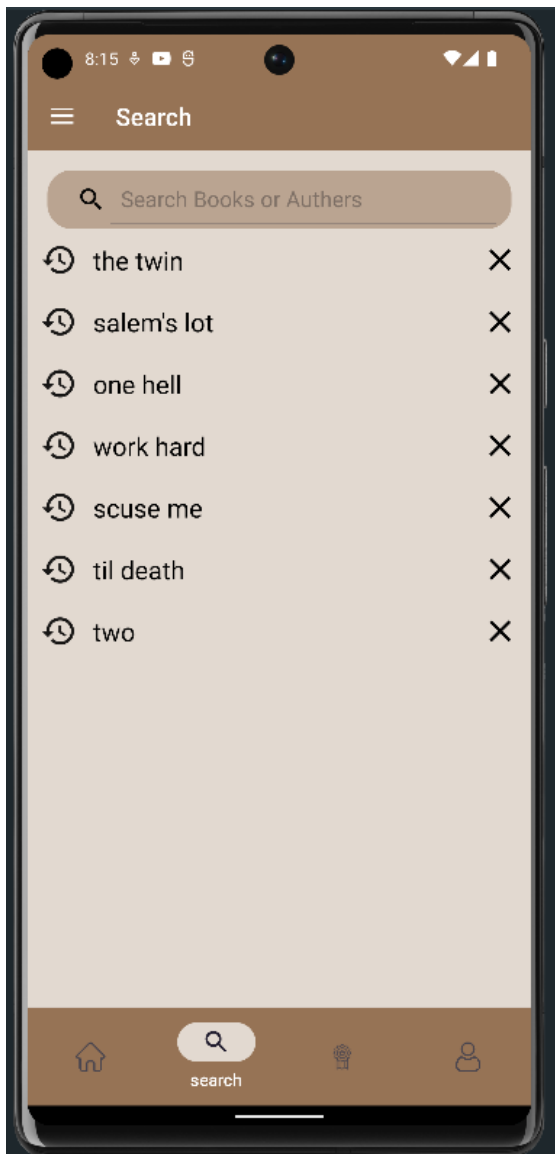 8:15
Search
Search Books or Authers
the twin
salem's lot
one hell
work hard
scuse me
til death
two
search